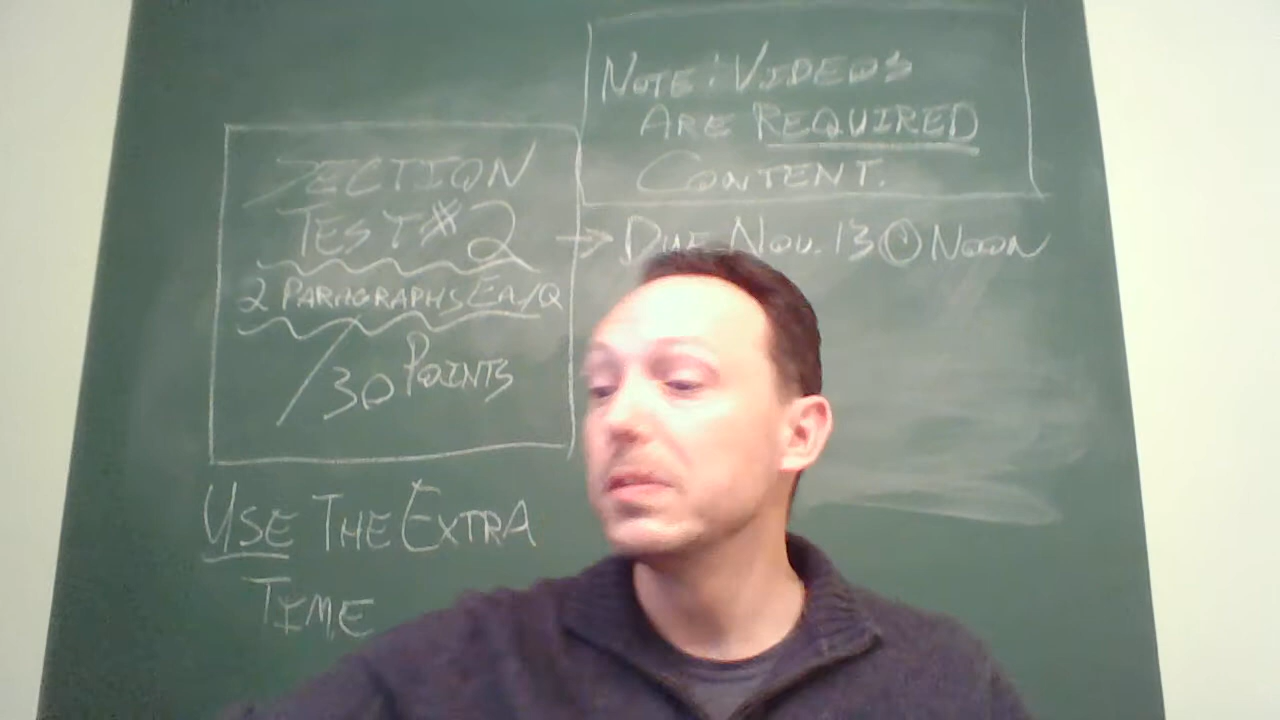 NOTE: VIDEOS
ARE REQUIRED
CONTENT.
SECTION
TEST #2 → DUE NOV. 13 @ NOON
2 PARAGRAPHS EA/Q
/30 POINTS
USE THE EXTRA
TIME